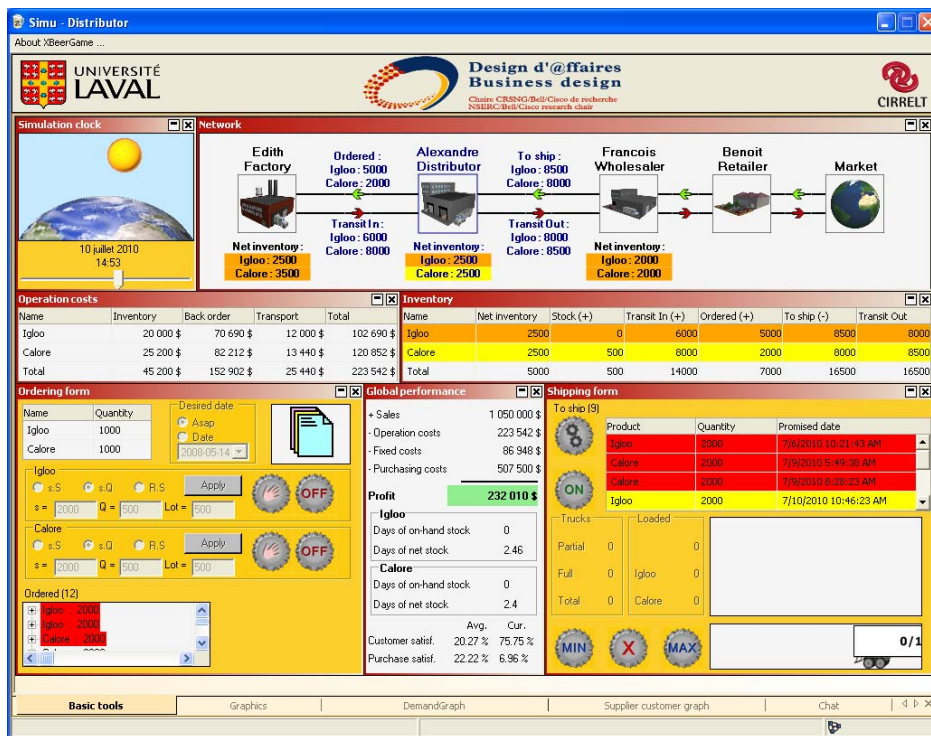 Simu - Distributor
About XBeerGame ...
UNIVERSITÉ
LAVAL
Design d'@ffaires
Business design
Chaire CRSNG/Bell/Cisco de recherche
NSERC/Bell/Cisco research chair
CIRRELT
Simulation clock
10 juillet 2010
14:53
Network
Edith
Factory
Ordered :
Igloo : 5000
Calore : 2000
Alexandre
Distributor
To ship :
Igloo : 8500
Calore : 8000
Francois
Wholesaler
Benoit
Retailer
Market
Transit In :
Igloo : 6000
Calore : 8000
Transit Out :
Igloo : 8000
Calore : 8500
Net inventory :
Igloo : 2500
Calore : 3500
Net inventory :
Igloo : 2500
Calore : 2500
Net inventory :
Igloo : 2000
Calore : 2000
Operation costs
Name Inventory Back order Transport Total
Igloo 20 000 $ 70 690 $ 12 000 $ 102 690 $
Calore 25 200 $ 82 212 $ 13 440 $ 120 852 $
Total 45 200 $ 152 902 $ 25 440 $ 223 542 $
Inventory
Name Net inventory Stock (+) Transit In (+) Ordered (+) To ship (-) Transit Out
Igloo 2500 0 6000 5000 8500 8000
Calore 2500 500 8000 2000 8000 8500
Total 5000 500 14000 7000 16500 16500
Ordering form
Name Quantity
Igloo 1000
Calore 1000
Desired date
Asap
Date
2008-05-14
Igloo
s.S s.Q R.S Apply
s = 2000 Q = 500 Lot = 500
OFF
Calore
s.S s.Q R.S Apply
s = 2000 Q = 500 Lot = 500
OFF
Ordered (12)
Igloo : 2000
Igloo : 2000
Calore : 2000
Global performance
+ Sales 1 050 000 $
- Operation costs 223 542 $
- Fixed costs 86 948 $
- Purchasing costs 507 500 $
Profit 232 010 $
Igloo
Days of on-hand stock 0
Days of net stock 2.46
Calore
Days of on-hand stock 0
Days of net stock 2.4
Avg. Cur.
Customer satisf. 20.27 % 75.75 %
Purchase satisf. 22.22 % 6.96 %
Shipping form
To ship (9)
Product Quantity Promised date
Igloo 2000 7/6/2010 10:21:43 AM
Calore 2000 7/9/2010 5:49:38 AM
Calore 2000 7/9/2010 8:28:23 AM
Igloo 2000 7/10/2010 10:46:23 AM
ON
Trucks
Partial 0
Full 0
Total 0
Loaded
0
Igloo 0
Calore 0
MIN
X
MAX
0/1
Basic tools
Graphics
DemandGraph
Supplier customer graph
Chat